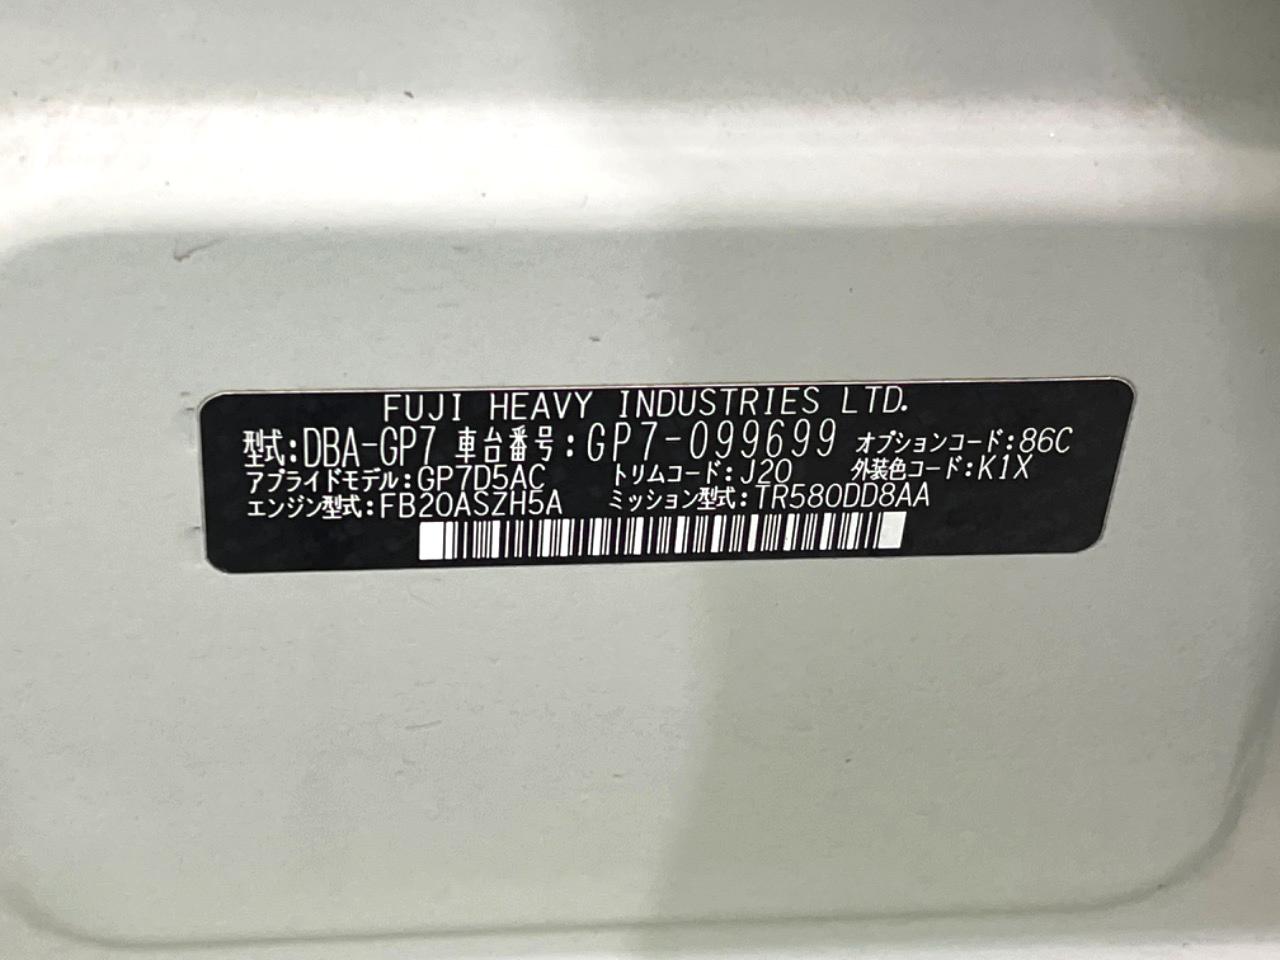 FUJI HEAVY INDUSTRIES LTD.
型式:DBA-GP7 車台番号:GP7-099699 オプションコード:86C
アプライドモデル:GP7D5AC トリムコード:J20 外装色コード:K1X
エンジン型式:FB20ASZH5A ミッション型式:TR580DD8AA